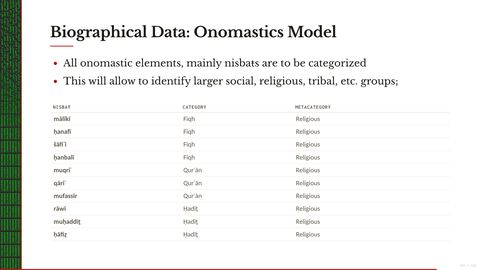 Biographical Data: Onomastics Model
• All onomastic elements, mainly nisbats are to be categorized
• This will allow to identify larger social, religious, tribal, etc. groups;
NISBAŤ CATEGORY METACATEGORY
mālikī Fiqh Religious
ḥanafī Fiqh Religious
šāfiʿī Fiqh Religious
ḥanbalī Fiqh Religious
muqriʾ Qurʾān Religious
qāriʾ Qurʾān Religious
mufassir Qurʾān Religious
rāwī Ḥadīṯ Religious
muḥaddiṯ Ḥadīṯ Religious
ḥāfiẓ Ḥadīṯ Religious